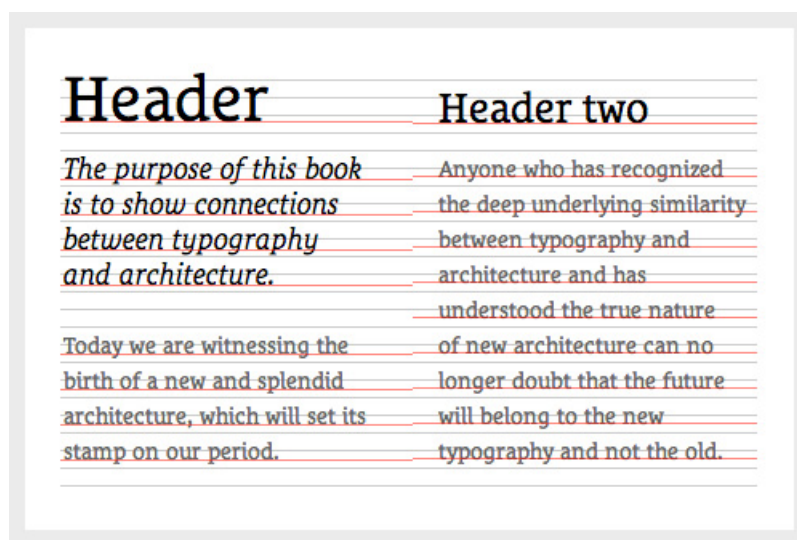 Header
The purpose of this book
is to show connections
between typography
and architecture.
Today we are witnessing the
birth of a new and splendid
architecture, which will set its
stamp on our period.
Header two
Anyone who has recognized
the deep underlying similarity
between typography and
architecture and has
understood the true nature
of new architecture can no
longer doubt that the future
will belong to the new
typography and not the old.